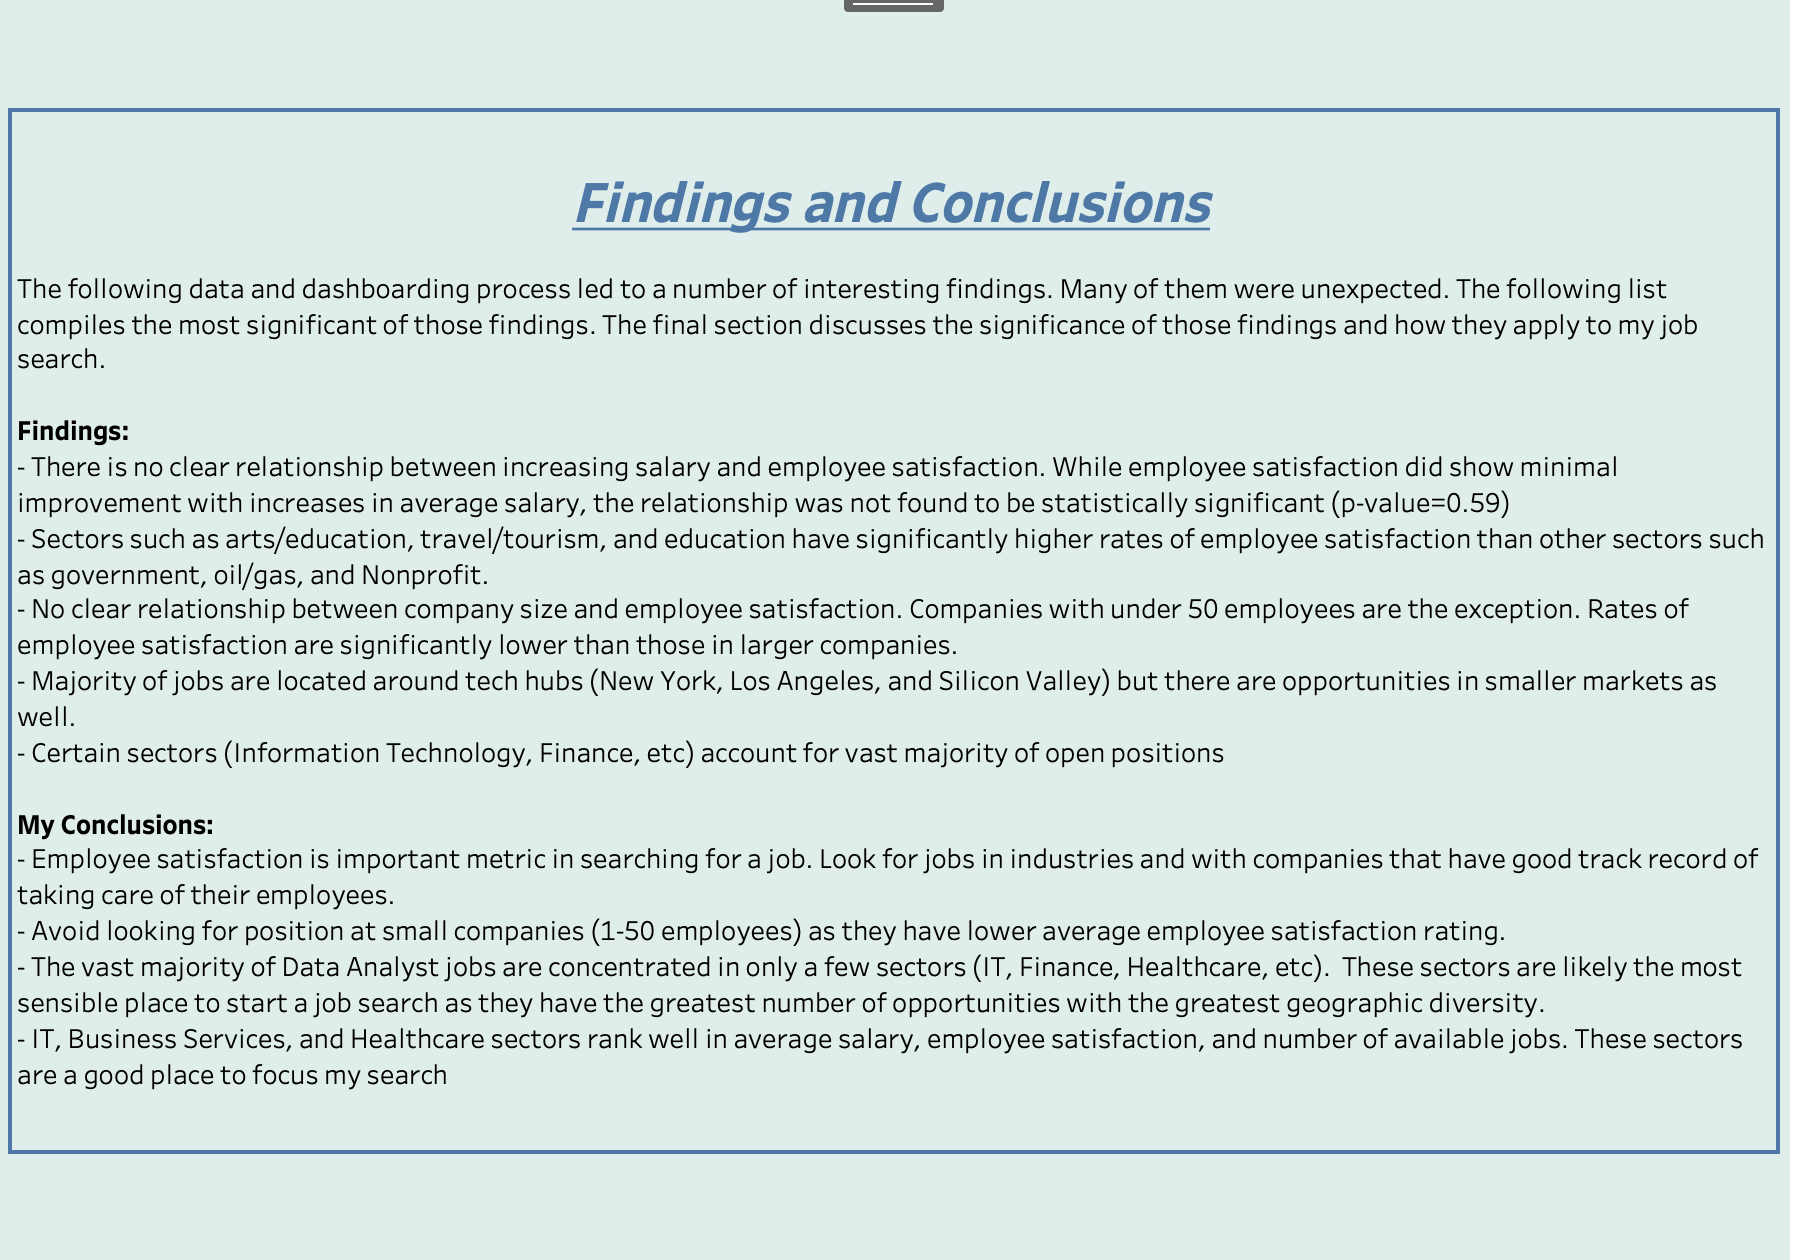 Findings and Conclusions
The following data and dashboarding process led to a number of interesting findings. Many of them were unexpected. The following list
compiles the most significant of those findings. The final section discusses the significance of those findings and how they apply to my job
search.
Findings:
- There is no clear relationship between increasing salary and employee satisfaction. While employee satisfaction did show minimal
improvement with increases in average salary, the relationship was not found to be statistically significant (p-value=0.59)
- Sectors such as arts/education, travel/tourism, and education have significantly higher rates of employee satisfaction than other sectors such
as government, oil/gas, and Nonprofit.
- No clear relationship between company size and employee satisfaction. Companies with under 50 employees are the exception. Rates of
employee satisfaction are significantly lower than those in larger companies.
- Majority of jobs are located around tech hubs (New York, Los Angeles, and Silicon Valley) but there are opportunities in smaller markets as
well.
- Certain sectors (Information Technology, Finance, etc) account for vast majority of open positions
My Conclusions:
- Employee satisfaction is important metric in searching for a job. Look for jobs in industries and with companies that have good track record of
taking care of their employees.
- Avoid looking for position at small companies (1-50 employees) as they have lower average employee satisfaction rating.
- The vast majority of Data Analyst jobs are concentrated in only a few sectors (IT, Finance, Healthcare, etc).  These sectors are likely the most
sensible place to start a job search as they have the greatest number of opportunities with the greatest geographic diversity.
- IT, Business Services, and Healthcare sectors rank well in average salary, employee satisfaction, and number of available jobs. These sectors
are a good place to focus my search